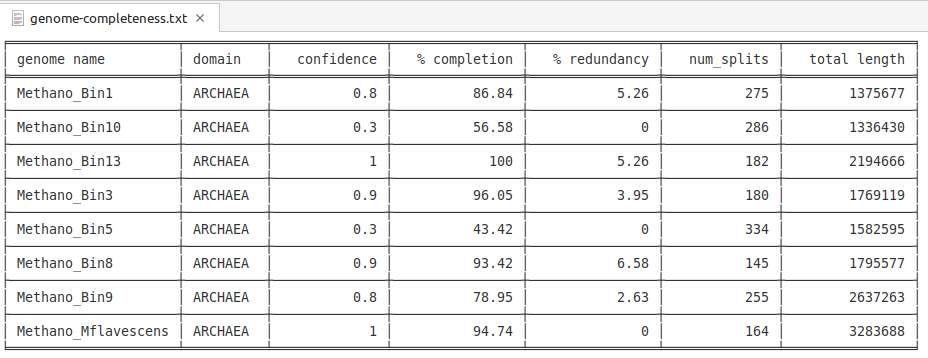 genome-completeness.txt ×
genome name domain confidence % completion % redundancy num_splits total length
Methano_Bin1 ARCHAEA 0.8 86.84 5.26 275 1375677
Methano_Bin10 ARCHAEA 0.3 56.58 0 286 1336430
Methano_Bin13 ARCHAEA 1 100 5.26 182 2194666
Methano_Bin3 ARCHAEA 0.9 96.05 3.95 180 1769119
Methano_Bin5 ARCHAEA 0.3 43.42 0 334 1582595
Methano_Bin8 ARCHAEA 0.9 93.42 6.58 145 1795577
Methano_Bin9 ARCHAEA 0.8 78.95 2.63 255 2637263
Methano_Mflavescens ARCHAEA 1 94.74 0 164 3283688